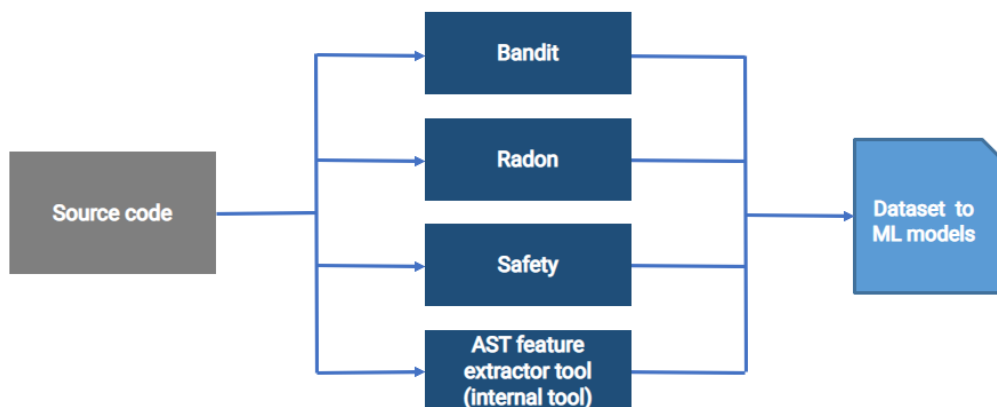 Bandit
Radon
Source code
Safety
AST feature
extractor tool
(internal tool)
Dataset to
ML models